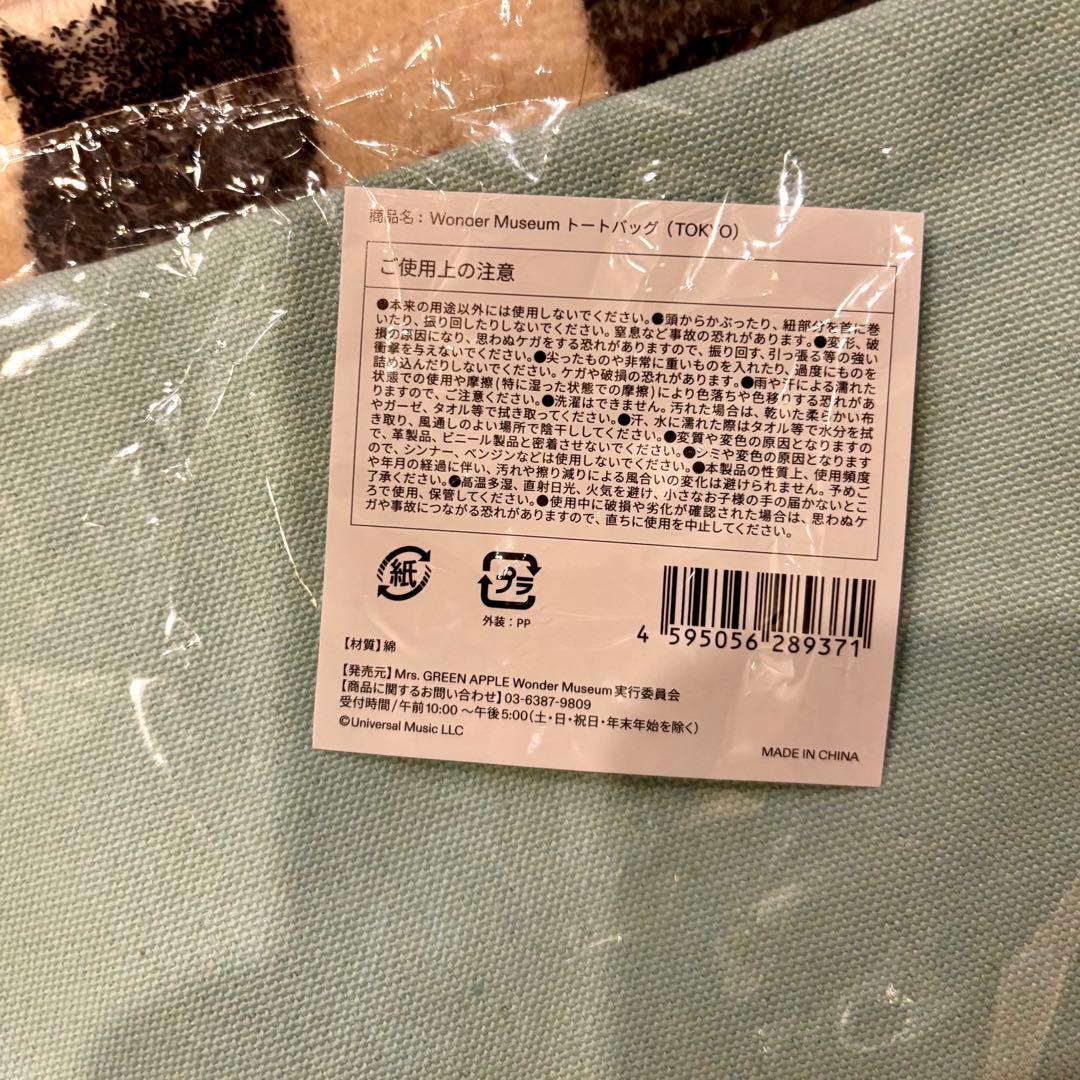 商品名： Wonder Museum トートバッグ（TOKYO）
ご使用上の注意
●本来の用途以外には使用しないでください。●頭からかぶったり、紐部分を首に巻
いたり、振り回したりしないでください。窒息など事故の恐れがあります。●変形、破
損の原因になり、思わぬケガをする恐れがありますので、振り回す、引っ張る等の強い
衝撃を与えないでください。●尖ったものや非常に重いものを入れたり、過度にものを
詰め込んだりしないでください。ケガや破損の恐れがあります。●雨や汗による濡れた
状態での使用や摩擦(特に湿った状態での摩擦)により色落ちや色移りする恐れがあ
りますので、ご注意ください。●洗濯はできません。汚れた場合は、乾いた柔らかい布
やガーゼ、タオル等で拭き取ってください。●汗、水に濡れた際はタオル等で水分を拭
き取り、風通しのよい場所で陰干ししてください。●変質や変色の原因となりますの
で、革製品、ビニール製品と密着させないでください。●シミや変色の原因となります
ので、シンナー、ベンジンなどは使用しないでください。●本製品の性質上、使用頻度
や年月の経過に伴い、汚れや擦り減りによる風合いの変化は避けられません。予めご
了承ください。●高温多湿、直射日光、火気を避け、小さなお子様の手の届かないとこ
ろで使用、保管してください。●使用中に破損や劣化が確認された場合は、思わぬケ
ガや事故につながる恐れがありますので、直ちに使用を中止してください。
紙
プラ
外装：PP
4 595056 289371
【材質】綿
【発売元】Mrs. GREEN APPLE Wonder Museum 実行委員会
【商品に関するお問い合わせ】03-6387-9809
受付時間/午前10:00 ～午後5:00（土・日・祝日・年末年始を除く）
©Universal Music LLC
MADE IN CHINA